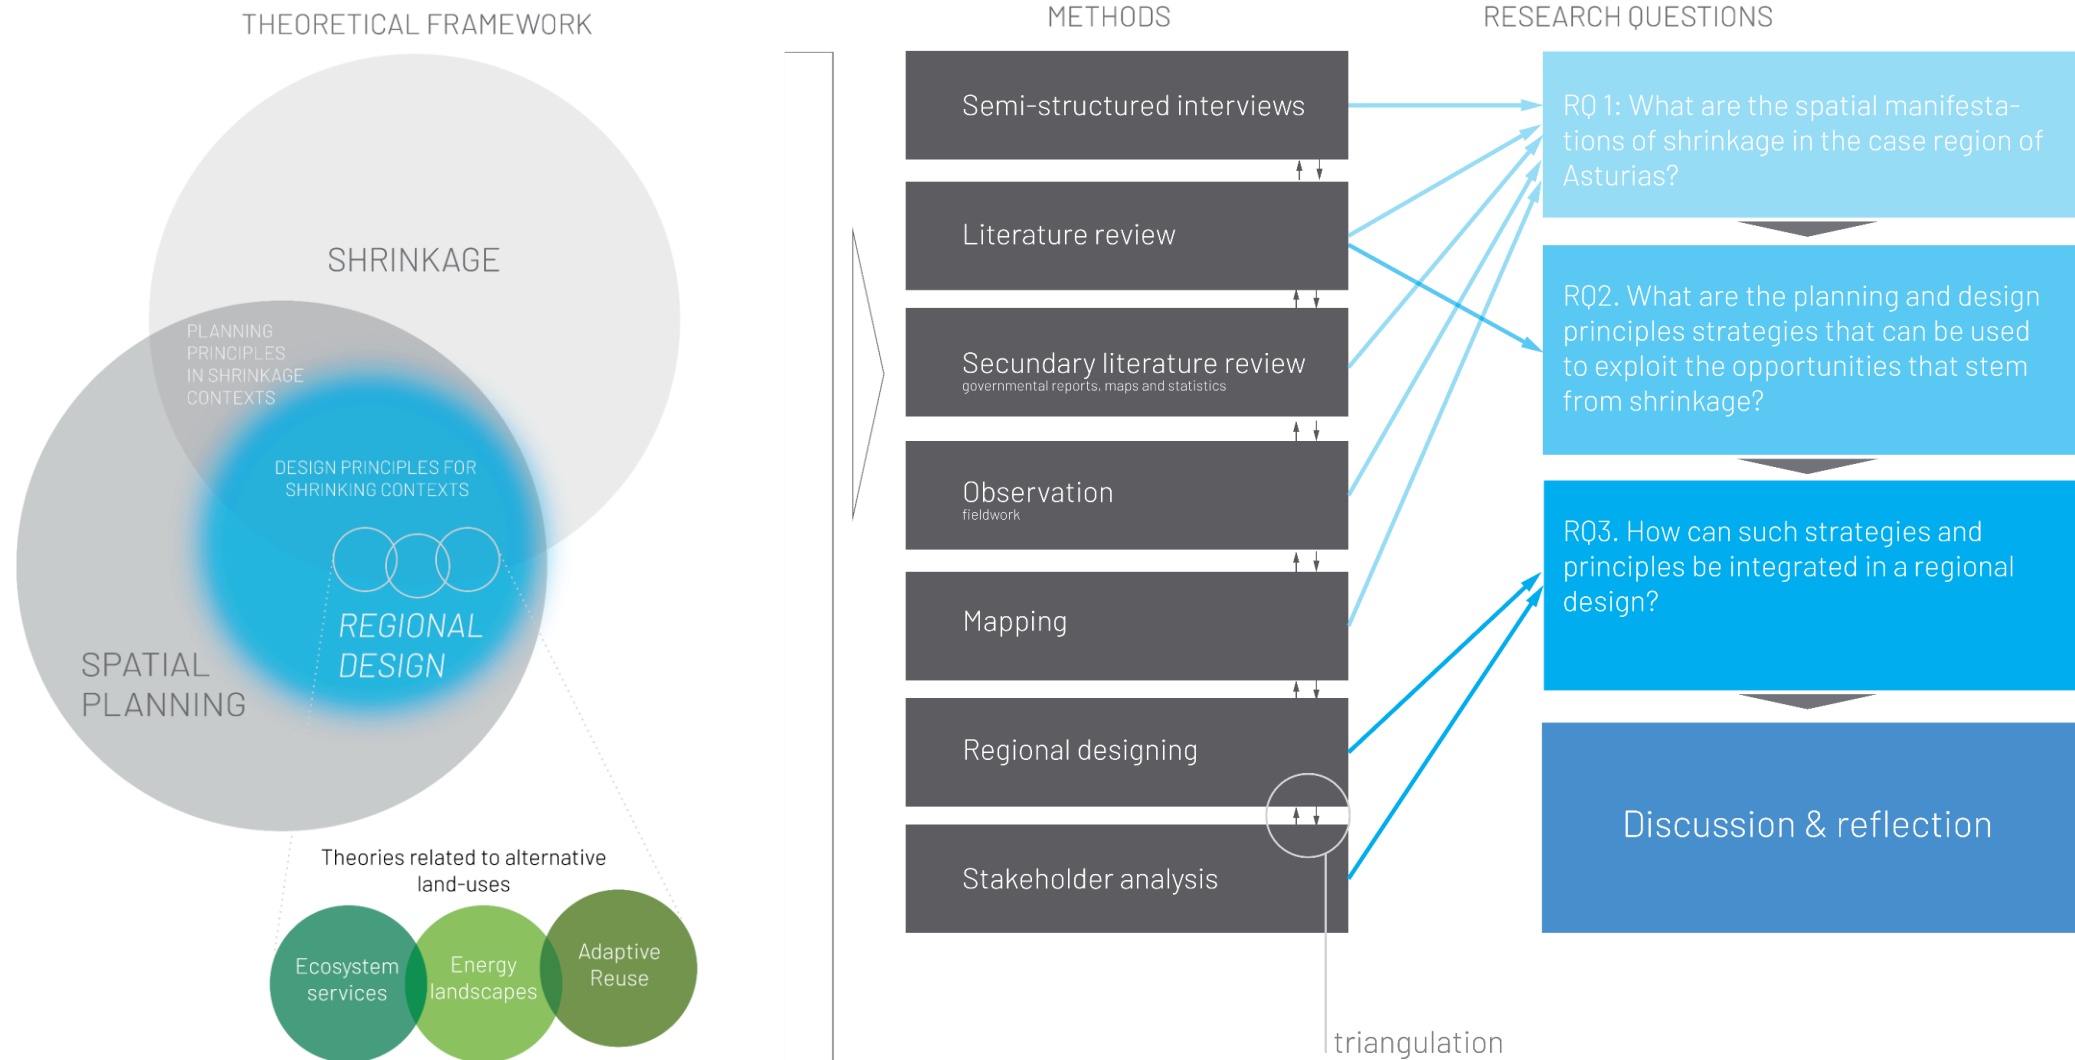 THEORETICAL FRAMEWORK
SHRINKAGE
PLANNING
PRINCIPLES
IN SHRINKAGE
CONTEXTS
DESIGN PRINCIPLES FOR
SHRINKING CONTEXTS
REGIONAL
DESIGN
SPATIAL
PLANNING
Theories related to alternative
land-uses
Ecosystem
services
Energy
landscapes
Adaptive
Reuse
METHODS
Semi-structured interviews
Literature review
Secundary literature review
governmental reports, maps and statistics
Observation
fieldwork
Mapping
Regional designing
Stakeholder analysis
triangulation
RESEARCH QUESTIONS
RQ 1: What are the spatial manifesta-
tions of shrinkage in the case region of
Asturias?
RQ2. What are the planning and design
principles strategies that can be used
to exploit the opportunities that stem
from shrinkage?
RQ3. How can such strategies and
principles be integrated in a regional
design?
Discussion & reflection